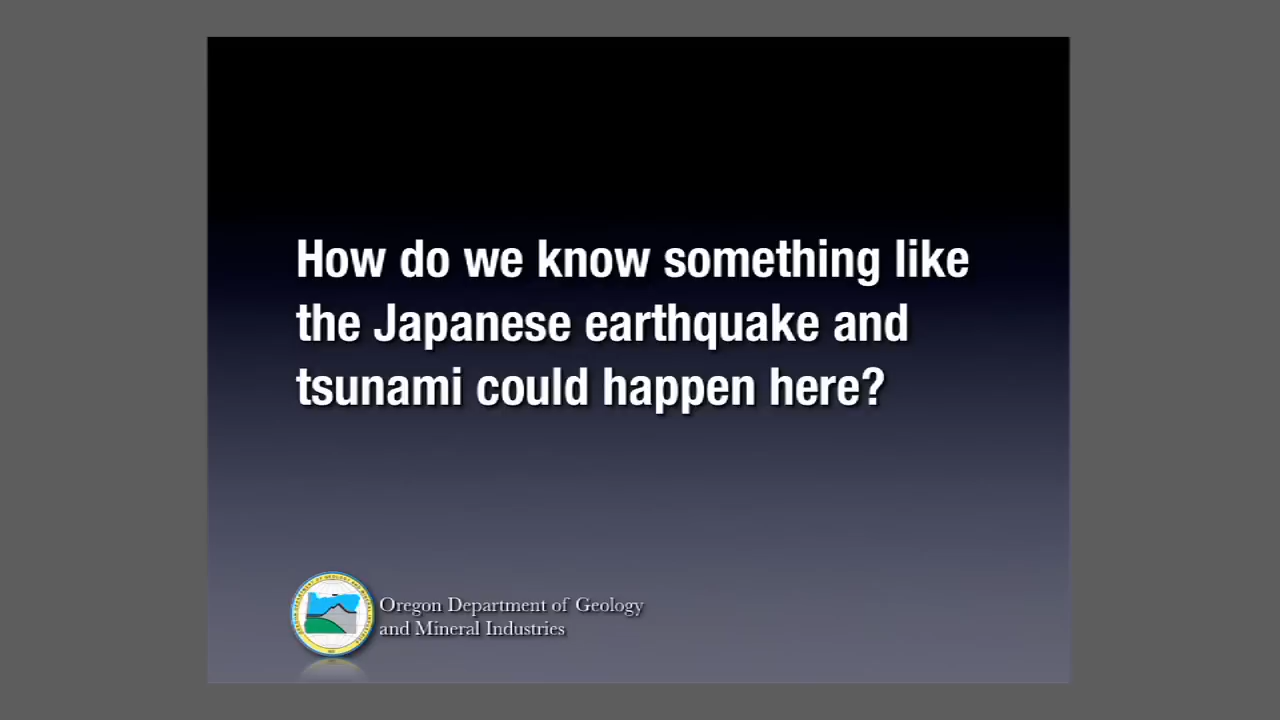 How do we know something like
the Japanese earthquake and
tsunami could happen here?
Oregon Department of Geology
and Mineral Industries